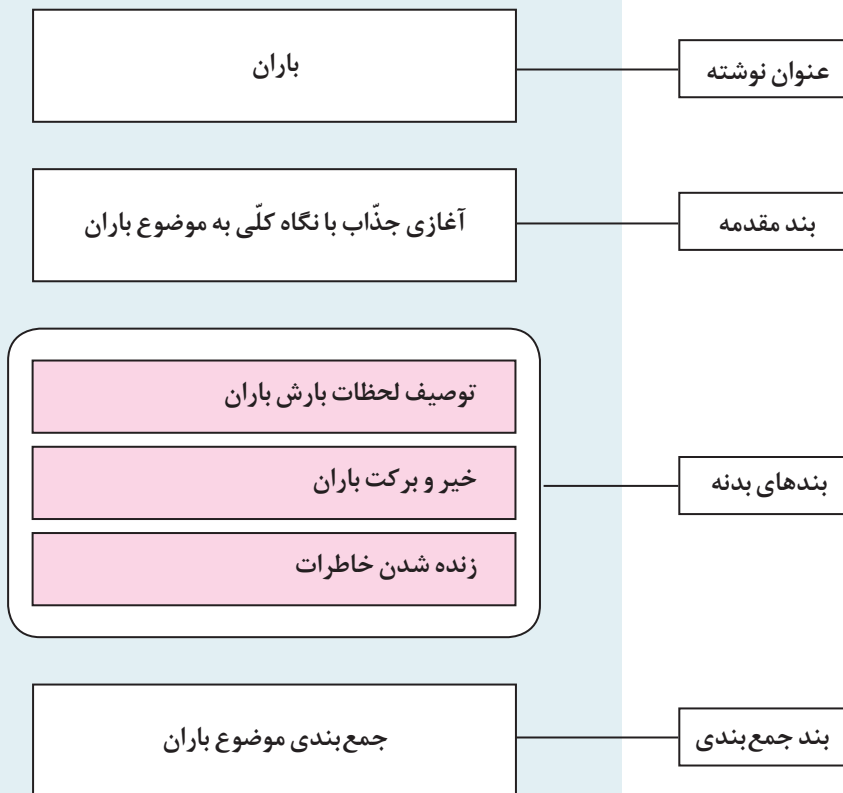 عنوان نوشته
باران
بند مقدمه
آغازی جذّاب با نگاه کلّی به موضوع باران
بندهای بدنه
توصیف لحظات بارش باران
خیر و برکت باران
زنده شدن خاطرات
بند جمع‌بندی
جمع‌بندی موضوع باران